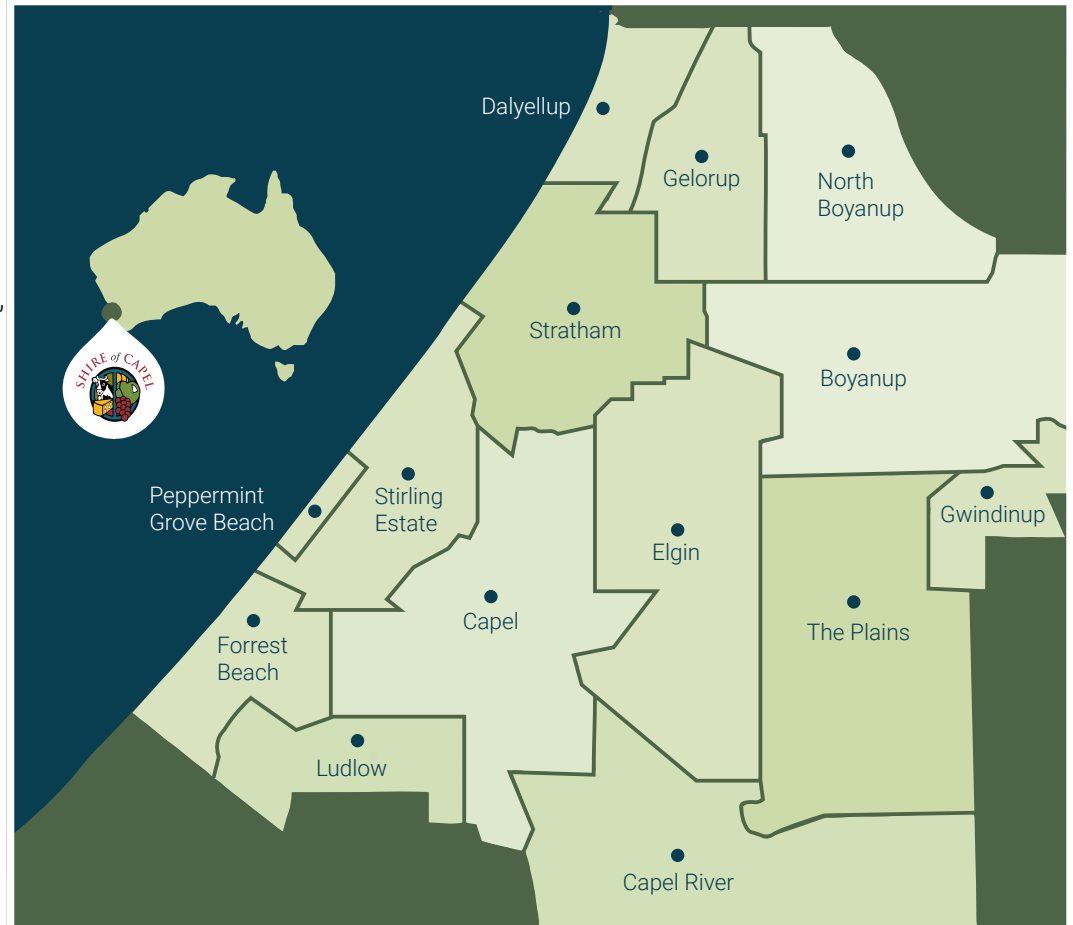 Dalyellup
Gelorup
North
Boyanup
Stratham
Boyanup
SHIRE of CAPEL
Peppermint
Grove Beach
Stirling
Estate
Gwindinup
Elgin
Capel
The Plains
Forrest
Beach
Ludlow
Capel River